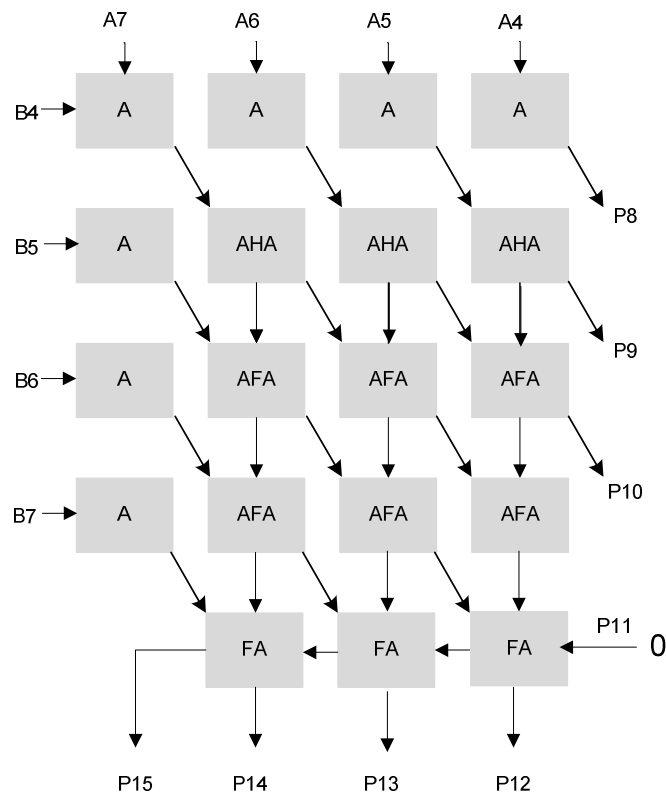 A7 A6 A5 A4
B4 A A A A
P8
B5 A AHA AHA AHA
P9
B6 A AFA AFA AFA
P10
B7 A AFA AFA AFA
P11
FA FA FA 0
P15 P14 P13 P12